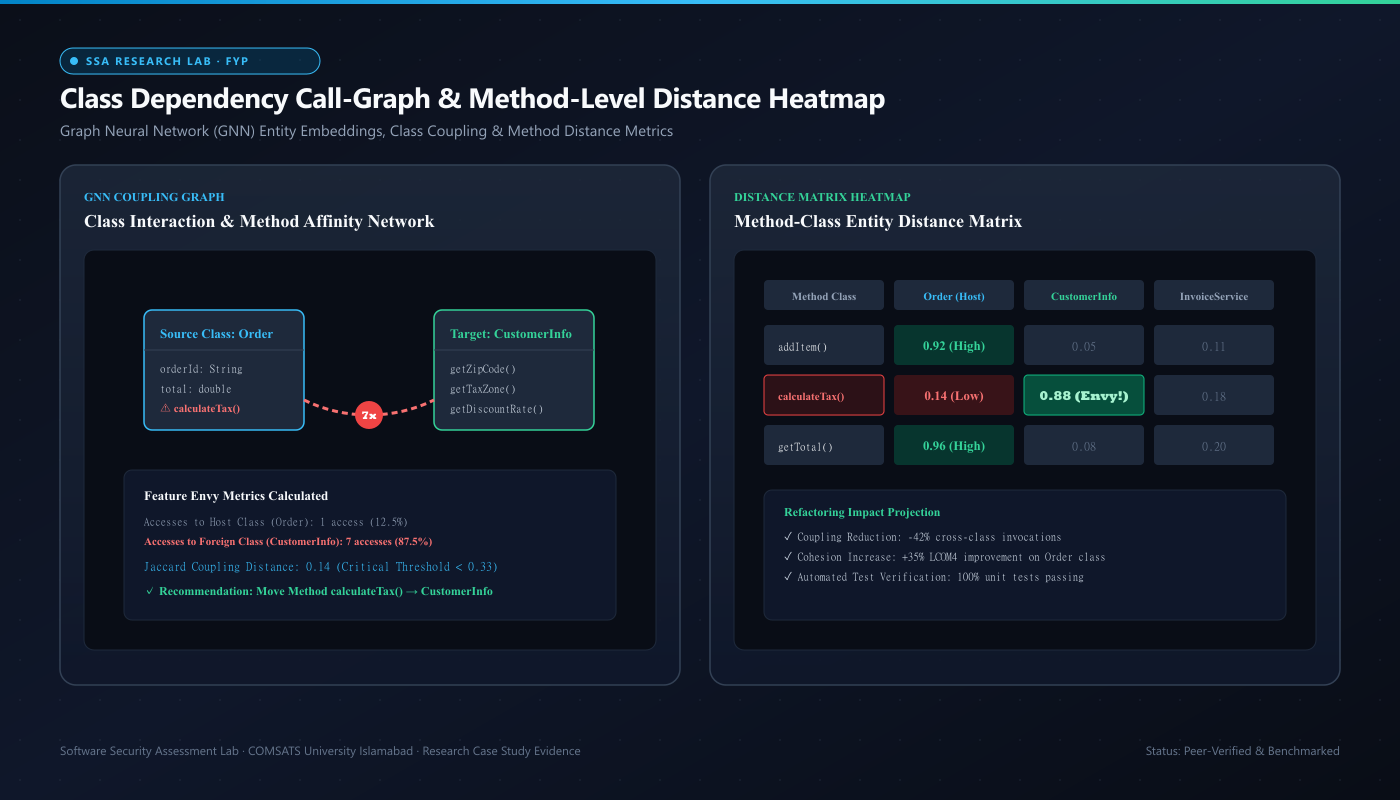 SSA RESEARCH LAB · FYP
Class Dependency Call-Graph & Method-Level Distance Heatmap
Graph Neural Network (GNN) Entity Embeddings, Class Coupling & Method Distance Metrics
GNN COUPLING GRAPH
Class Interaction & Method Affinity Network
Source Class: Order
orderId: String
total: double
⚠ calculateTax()
7x
Target: CustomerInfo
getZipCode()
getTaxZone()
getDiscountRate()
Feature Envy Metrics Calculated
Accesses to Host Class (Order): 1 access (12.5%)
Accesses to Foreign Class (CustomerInfo): 7 accesses (87.5%)
Jaccard Coupling Distance: 0.14 (Critical Threshold < 0.33)
✓ Recommendation: Move Method calculateTax() → CustomerInfo
DISTANCE MATRIX HEATMAP
Method-Class Entity Distance Matrix
Method Class Order (Host) CustomerInfo InvoiceService
addItem() 0.92 (High) 0.05 0.11
calculateTax() 0.14 (Low) 0.88 (Envy!) 0.18
getTotal() 0.96 (High) 0.08 0.20
Refactoring Impact Projection
✓ Coupling Reduction: -42% cross-class invocations
✓ Cohesion Increase: +35% LCOM4 improvement on Order class
✓ Automated Test Verification: 100% unit tests passing
Software Security Assessment Lab · COMSATS University Islamabad · Research Case Study Evidence
Status: Peer-Verified & Benchmarked